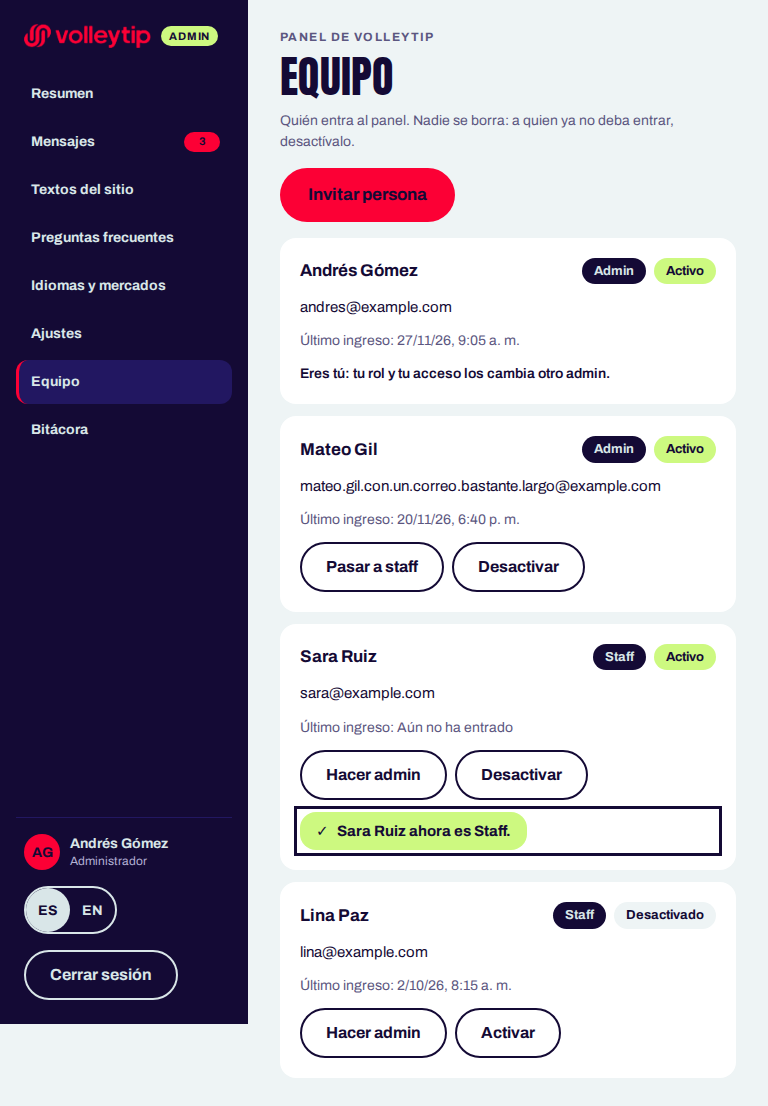 volleytip ADMIN
Resumen
Mensajes 3
Textos del sitio
Preguntas frecuentes
Idiomas y mercados
Ajustes
Equipo
Bitácora
AG Andrés Gómez
Administrador
ES EN
Cerrar sesión
PANEL DE VOLLEYTIP
EQUIPO
Quién entra al panel. Nadie se borra: a quien ya no deba entrar,
desactívalo.
Invitar persona
Andrés Gómez Admin Activo
andres@example.com
Último ingreso: 27/11/26, 9:05 a. m.
Eres tú: tu rol y tu acceso los cambia otro admin.
Mateo Gil Admin Activo
mateo.gil.con.un.correo.bastante.largo@example.com
Último ingreso: 20/11/26, 6:40 p. m.
Pasar a staff Desactivar
Sara Ruiz Staff Activo
sara@example.com
Último ingreso: Aún no ha entrado
Hacer admin Desactivar
✓ Sara Ruiz ahora es Staff.
Lina Paz Staff Desactivado
lina@example.com
Último ingreso: 2/10/26, 8:15 a. m.
Hacer admin Activar